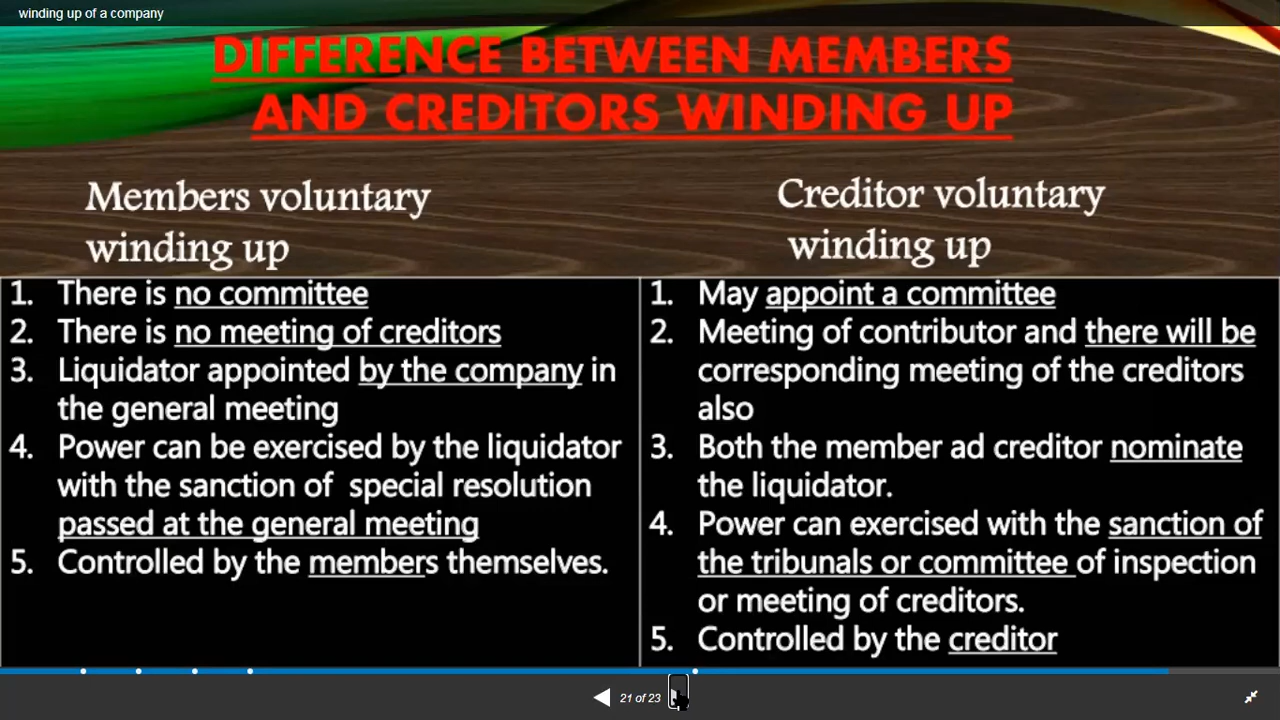 winding up of a company
DIFFERENCE BETWEEN MEMBERS
AND CREDITORS WINDING UP
Members voluntary
winding up
1. There is no committee
2. There is no meeting of creditors
3. Liquidator appointed by the company in
the general meeting
4. Power can be exercised by the liquidator
with the sanction of special resolution
passed at the general meeting
5. Controlled by the members themselves.
Creditor voluntary
winding up
1. May appoint a committee
2. Meeting of contributor and there will be
corresponding meeting of the creditors
also
3. Both the member ad creditor nominate
the liquidator.
4. Power can exercised with the sanction of
the tribunals or committee of inspection
or meeting of creditors.
5. Controlled by the creditor
21 of 23